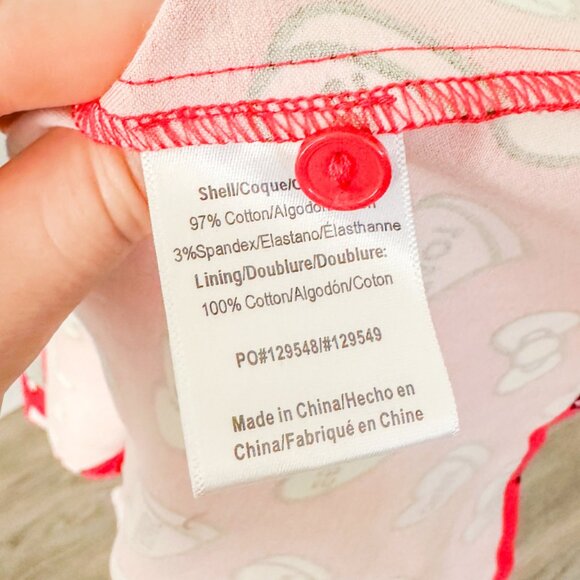 Shell/Coque/
97% Cotton/
3%Spandex/Elastano/Élasthanne
Lining/Doublure/Doublure:
100% Cotton/Algodón/Coton
PO#129548/#129549
Made in China/Hecho en
China/Fabriqué en Chine